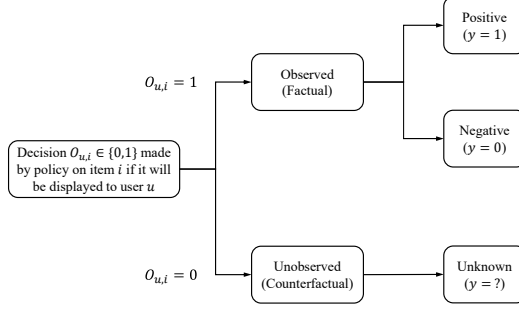 Positive
(y = 1)
O_{u,i} = 1
Observed
(Factual)
Negative
(y = 0)
Decision O_{u,i} ∈ {0,1} made
by policy on item i if it will
be displayed to user u
O_{u,i} = 0
Unobserved
(Counterfactual)
Unknown
(y = ?)